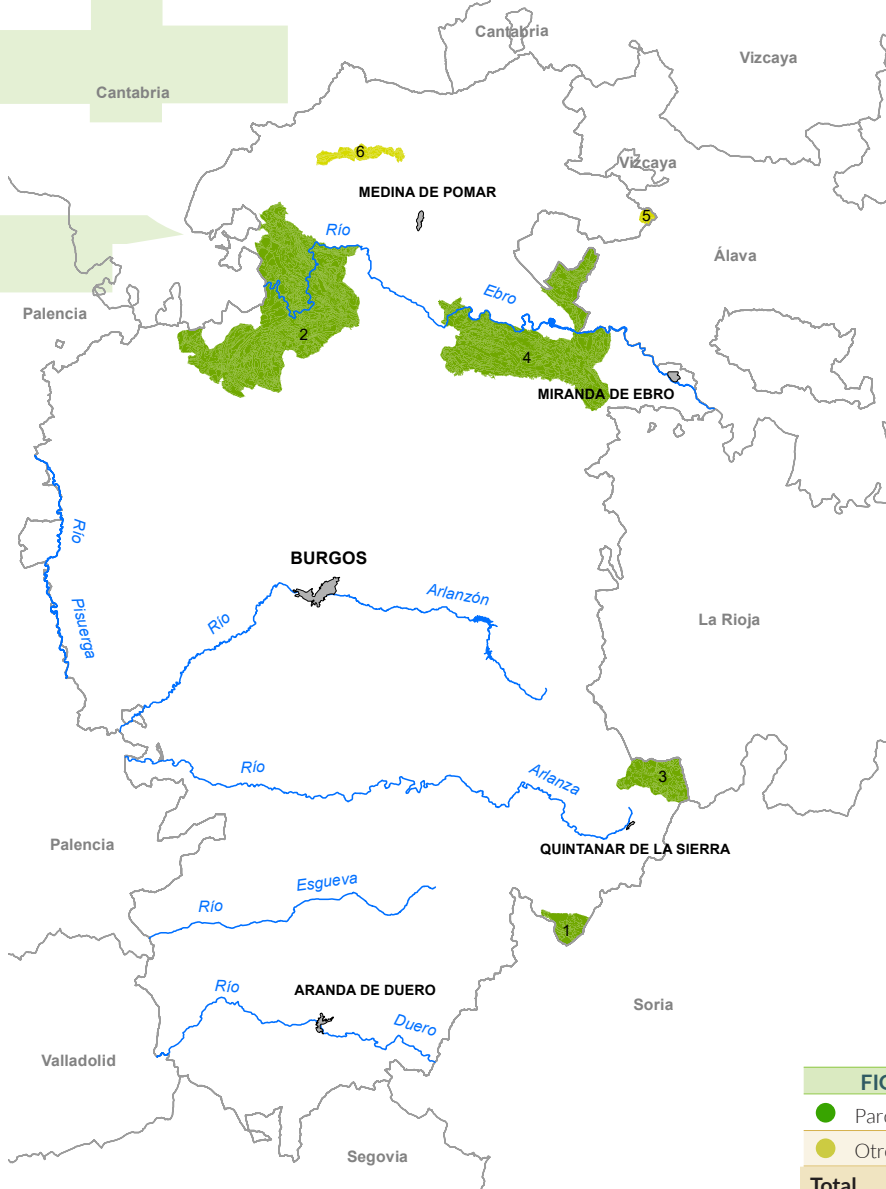 Cantabria
Vizcaya
Cantabria
6
Vizcaya
MEDINA DE POMAR
5
Río
Álava
Ebro
Palencia
2
4
MIRANDA DE EBRO
Río
BURGOS
Arlanzón
Pisuerga
Río
La Rioja
Río
Arlanza
3
Palencia
QUINTANAR DE LA SIERRA
Esgueva
Río
1
Río
ARANDA DE DUERO
Soria
Duero
Valladolid
Segovia
Total